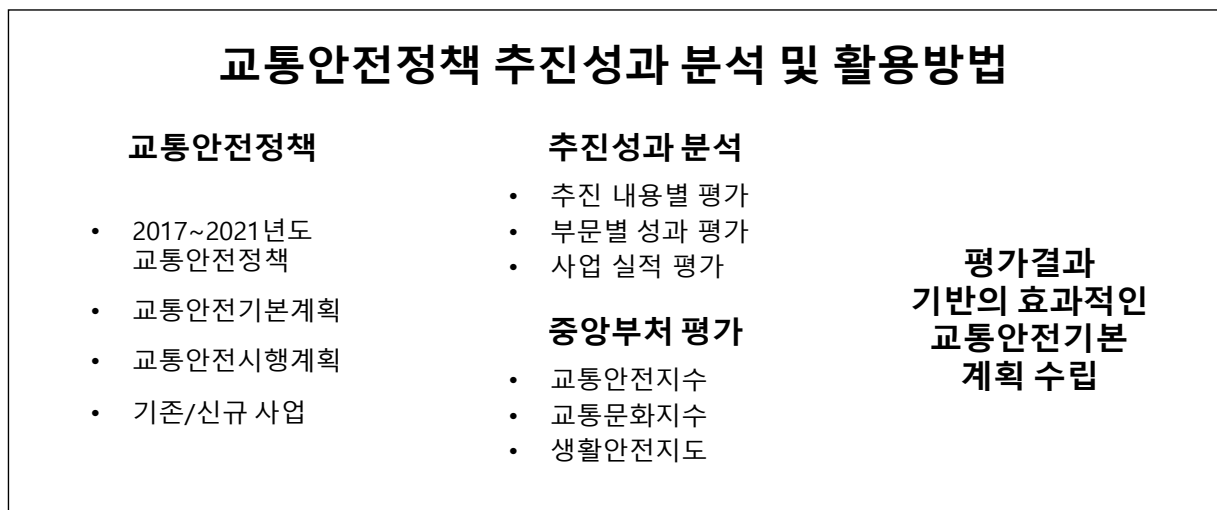 교통안전정책 추진성과 분석 및 활용방법
교통안전정책
• 2017~2021년도
교통안전정책
• 교통안전기본계획
• 교통안전시행계획
• 기존/신규 사업
추진성과 분석
• 추진 내용별 평가
• 부문별 성과 평가
• 사업 실적 평가
중앙부처 평가
• 교통안전지수
• 교통문화지수
• 생활안전지도
평가결과
기반의 효과적인
교통안전기본
계획 수립